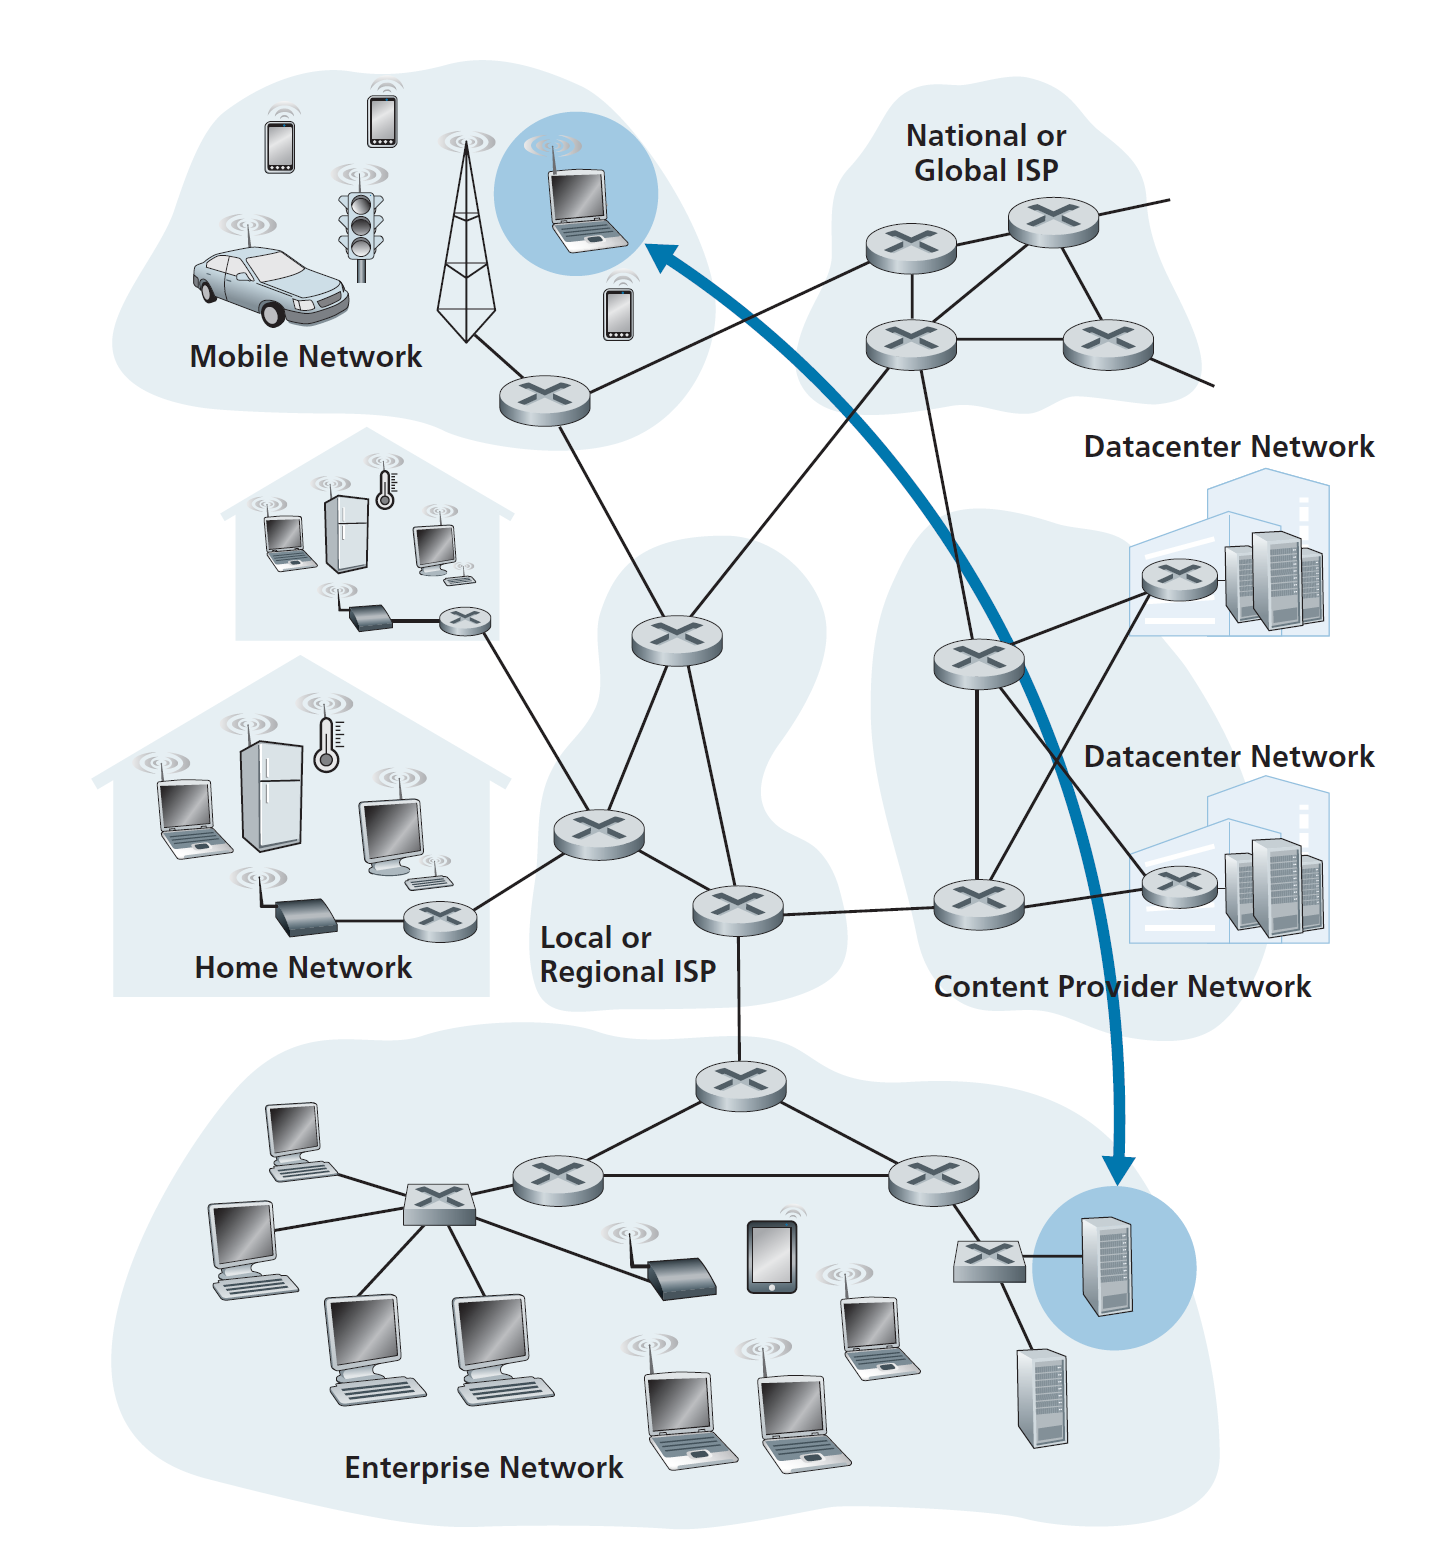 National or
Global ISP
Mobile Network
Datacenter Network
Datacenter Network
Local or
Regional ISP
Home Network
Content Provider Network
Enterprise Network